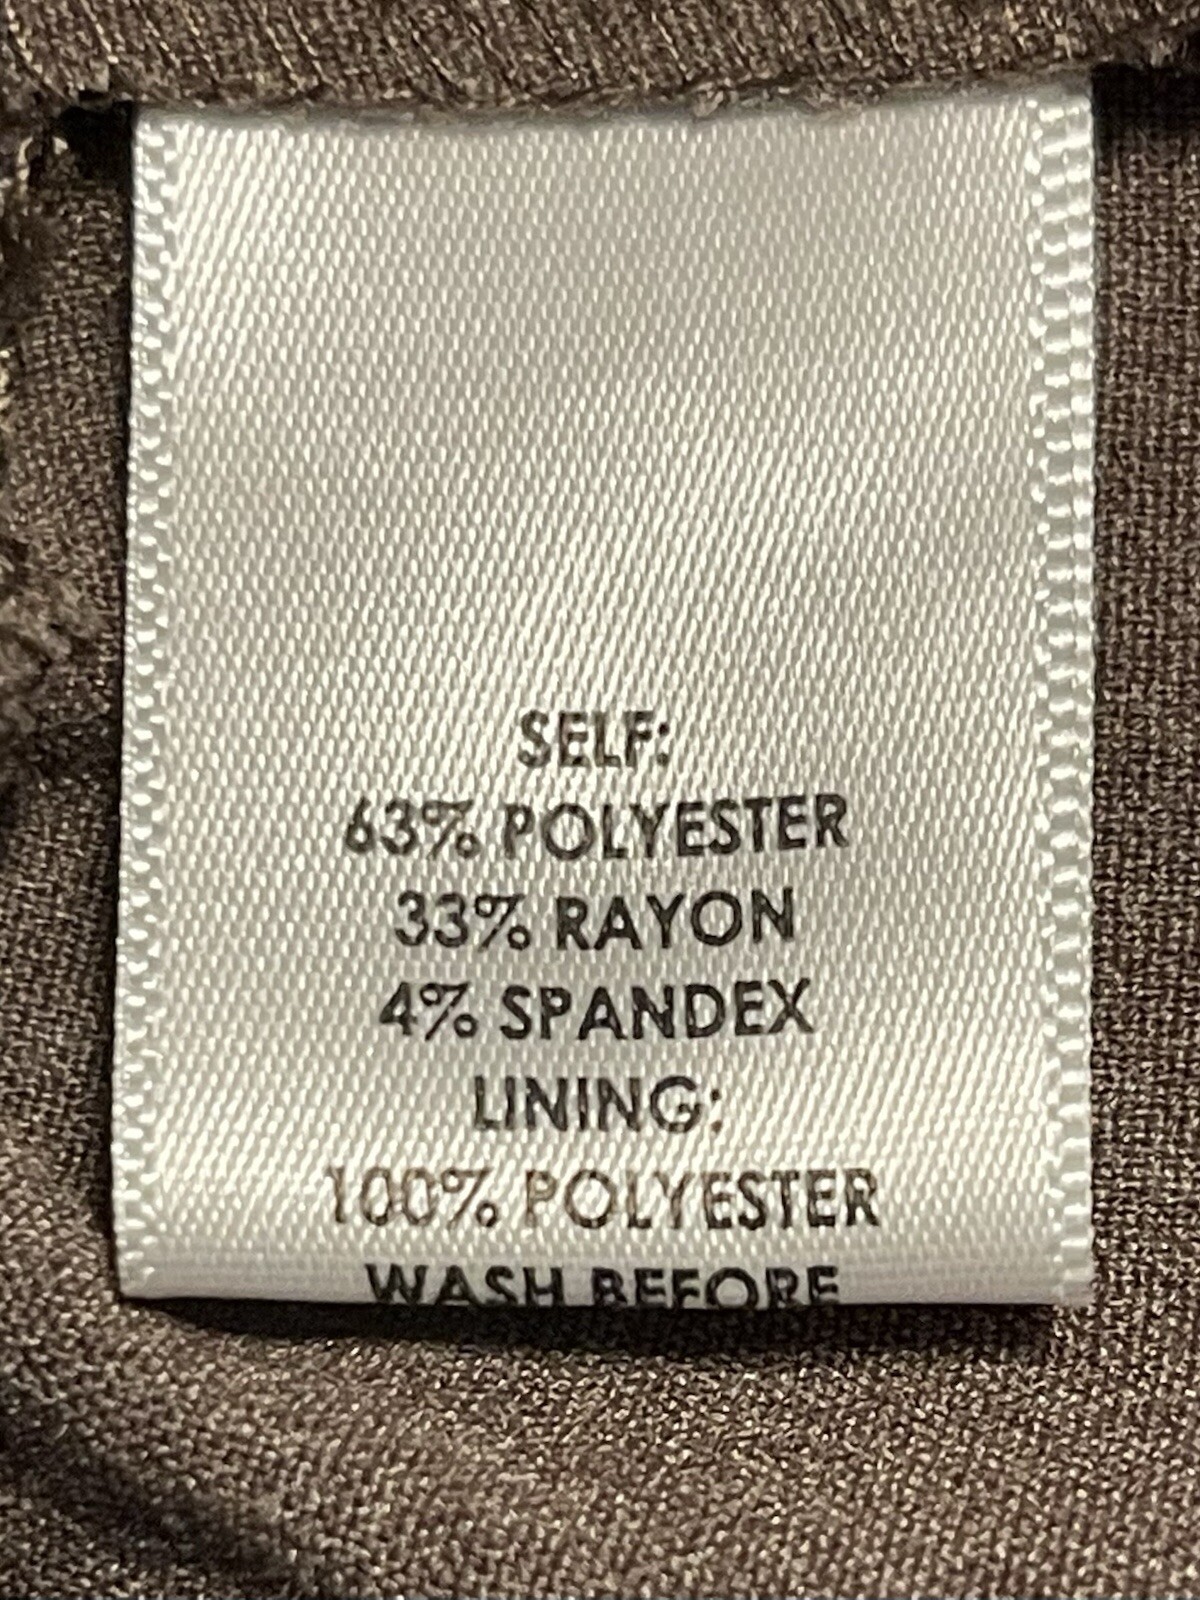 SELF:
63% POLYESTER
33% RAYON
4% SPANDEX
LINING:
100% POLYESTER
WASH BEFORE